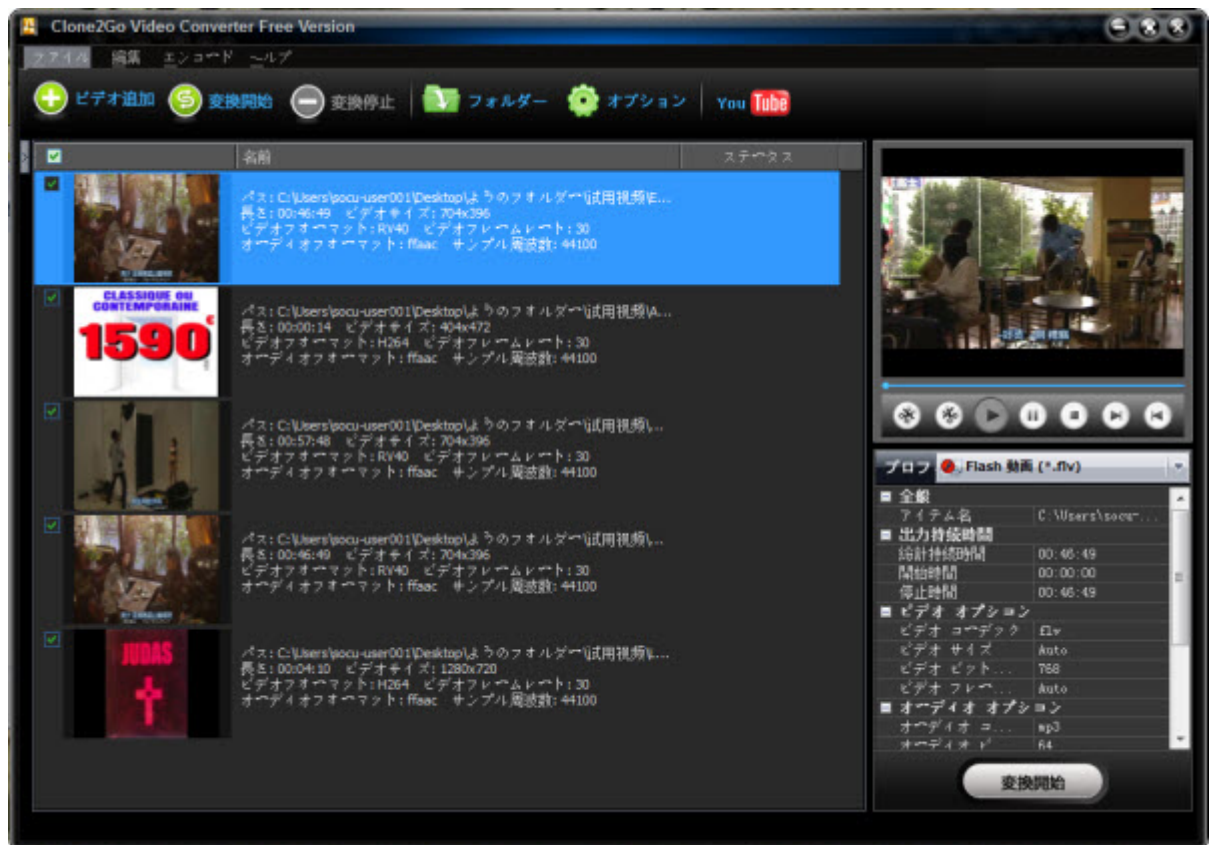 Clone2Go Video Converter Free Version
ファイル 編集 エンコード ヘルプ
ビデオ追加 変換開始 変換停止 フォルダー オプション You Tube
名前 ステータス
パス: C:\Users\socu-user001\Desktop\ようのフォルダー\试用視频\E...
長さ: 00:46:49 ビデオサイズ: 704x396
ビデオフォーマット: RV40 ビデオフレームレート: 30
オーディオフォーマット: ffaac サンプル周波数: 44100
CLASSIQUE OU
CONTEMPORAINE
1590€
パス: C:\Users\socu-user001\Desktop\ようのフォルダー\试用視频\A...
長さ: 00:00:14 ビデオサイズ: 404x472
ビデオフォーマット: H264 ビデオフレームレート: 30
オーディオフォーマット: ffaac サンプル周波数: 44100
パス: C:\Users\socu-user001\Desktop\ようのフォルダー\试用視频\...
長さ: 00:57:48 ビデオサイズ: 704x396
ビデオフォーマット: RV40 ビデオフレームレート: 30
オーディオフォーマット: ffaac サンプル周波数: 44100
パス: C:\Users\socu-user001\Desktop\ようのフォルダー\试用視频\...
長さ: 00:46:49 ビデオサイズ: 704x396
ビデオフォーマット: RV40 ビデオフレームレート: 30
オーディオフォーマット: ffaac サンプル周波数: 44100
JUDAS
パス: C:\Users\socu-user001\Desktop\ようのフォルダー\试用視频\...
長さ: 00:04:10 ビデオサイズ: 1280x720
ビデオフォーマット: H264 ビデオフレームレート: 30
オーディオフォーマット: ffaac サンプル周波数: 44100
プロフ Flash 動画 (*.flv)
全般
アイテム名 C:\Users\socu-...
出力持続時間
総計持続時間 00:46:49
開始時間 00:00:00
停止時間 00:46:49
ビデオ オプション
ビデオ コーデック flv
ビデオ サイズ Auto
ビデオ ビット... 768
ビデオ フレー... Auto
オーディオ オプション
オーディオ コ... mp3
オーディオ ビ 64
変換開始